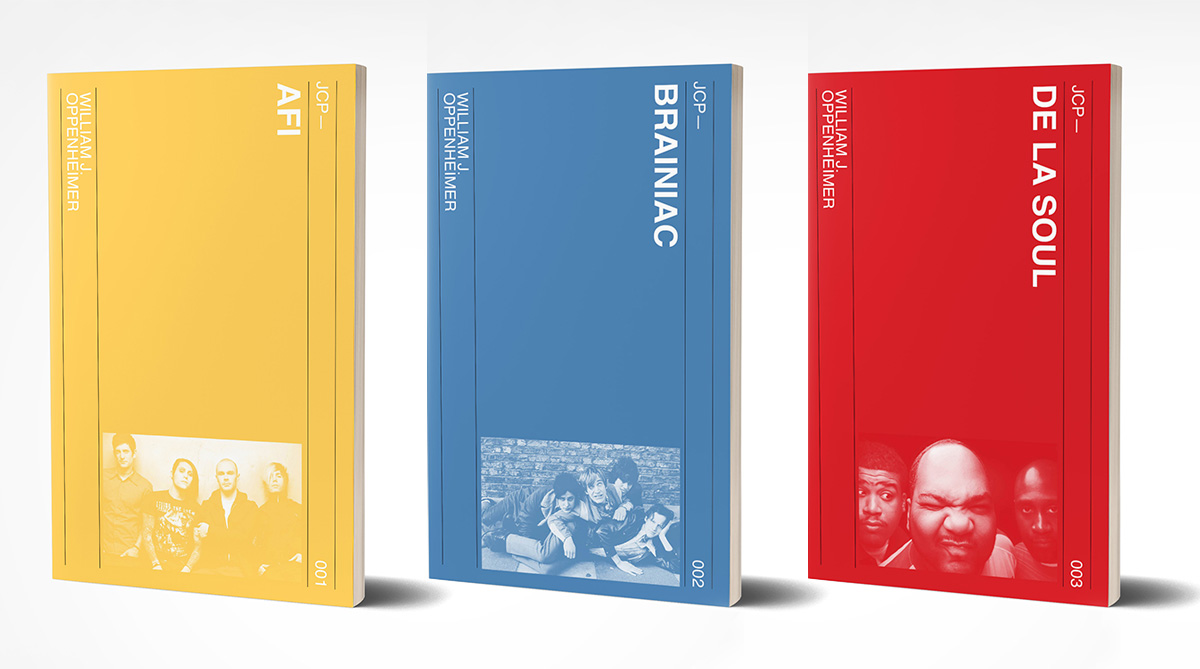 JCP—
AFI
WILLIAM J.
OPPENHEIMER
001
JCP—
BRAINIAC
WILLIAM J.
OPPENHEIMER
002
JCP—
DE LA SOUL
WILLIAM J.
OPPENHEIMER
003